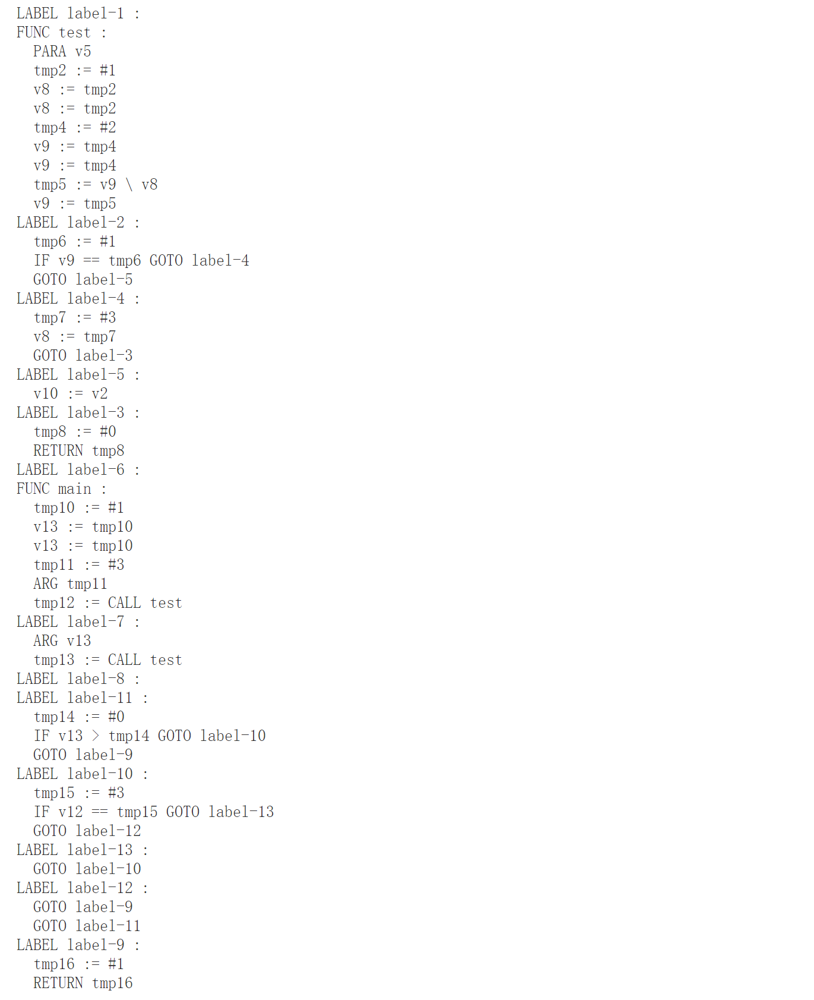 LABEL label-1 :
FUNC test :
  PARA v5
  tmp2 := #1
  v8 := tmp2
  v8 := tmp2
  tmp4 := #2
  v9 := tmp4
  v9 := tmp4
  tmp5 := v9 \ v8
  v9 := tmp5
LABEL label-2 :
  tmp6 := #1
  IF v9 == tmp6 GOTO label-4
  GOTO label-5
LABEL label-4 :
  tmp7 := #3
  v8 := tmp7
  GOTO label-3
LABEL label-5 :
  v10 := v2
LABEL label-3 :
  tmp8 := #0
  RETURN tmp8
LABEL label-6 :
FUNC main :
  tmp10 := #1
  v13 := tmp10
  v13 := tmp10
  tmp11 := #3
  ARG tmp11
  tmp12 := CALL test
LABEL label-7 :
  ARG v13
  tmp13 := CALL test
LABEL label-8 :
LABEL label-11 :
  tmp14 := #0
  IF v13 > tmp14 GOTO label-10
  GOTO label-9
LABEL label-10 :
  tmp15 := #3
  IF v12 == tmp15 GOTO label-13
  GOTO label-12
LABEL label-13 :
  GOTO label-10
LABEL label-12 :
  GOTO label-9
  GOTO label-11
LABEL label-9 :
  tmp16 := #1
  RETURN tmp16